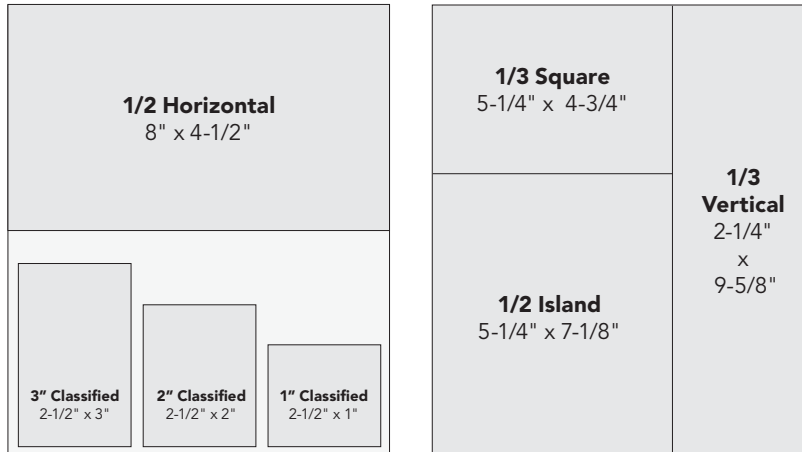 1/2 Horizontal
8" x 4-1/2"
3” Classified
2-1/2" x 3"
2” Classified
2-1/2" x 2"
1” Classified
2-1/2" x 1"
1/3 Square
5-1/4" x  4-3/4"
1/2 Island
5-1/4" x 7-1/8"
1/3
Vertical
2-1/4"
x
9-5/8"